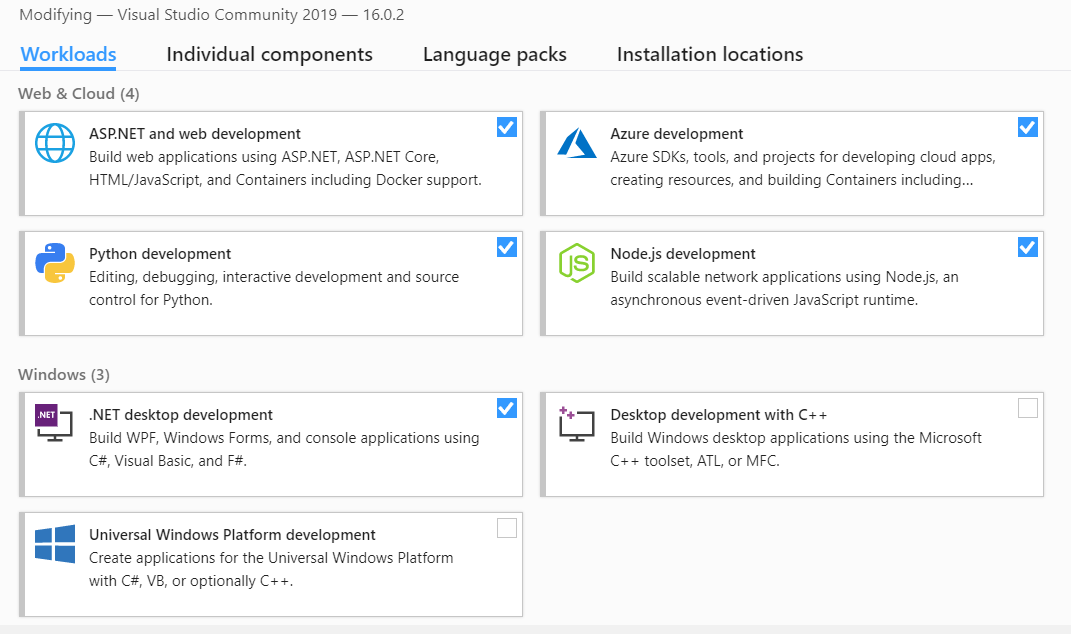 Modifying — Visual Studio Community 2019 — 16.0.2
Workloads Individual components Language packs Installation locations
Web & Cloud (4)
ASP.NET and web development
Build web applications using ASP.NET, ASP.NET Core,
HTML/JavaScript, and Containers including Docker support.
Azure development
Azure SDKs, tools, and projects for developing cloud apps,
creating resources, and building Containers including...
Python development
Editing, debugging, interactive development and source
control for Python.
JS
Node.js development
Build scalable network applications using Node.js, an
asynchronous event-driven JavaScript runtime.
Windows (3)
.NET
.NET desktop development
Build WPF, Windows Forms, and console applications using
C#, Visual Basic, and F#.
Desktop development with C++
Build Windows desktop applications using the Microsoft
C++ toolset, ATL, or MFC.
Universal Windows Platform development
Create applications for the Universal Windows Platform
with C#, VB, or optionally C++.